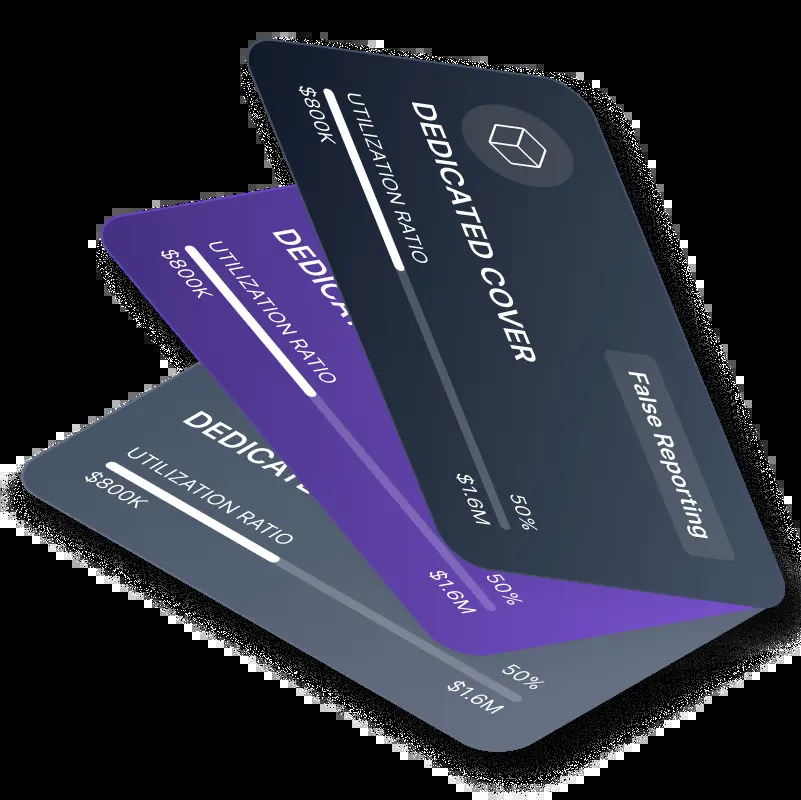 False Reporting
DEDICATED COVER
UTILIZATION RATIO
50%
$800K
$1.6M
DEDICAT
UTILIZATION RATIO
50%
$800K
$1.6M
DEDICATE
UTILIZATION RATIO
50%
$800K
$1.6M